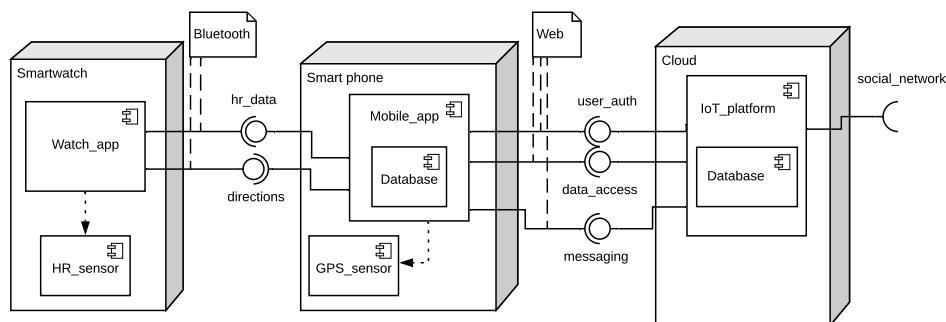 Smartwatch
Watch_app
HR_sensor
Bluetooth
hr_data
directions
Smart phone
Mobile_app
Database
GPS_sensor
Web
user_auth
data_access
messaging
Cloud
IoT_platform
Database
social_network